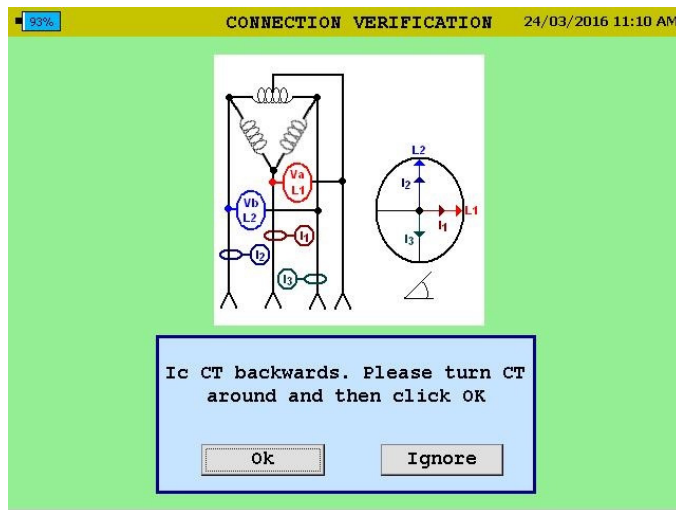 93%
CONNECTION VERIFICATION
24/03/2016 11:10 AM
Va
L1
Vb
L2
I1
I2
I3
L2
I2
L1
I1
I3
Ic CT backwards. Please turn CT
around and then click OK
Ok
Ignore